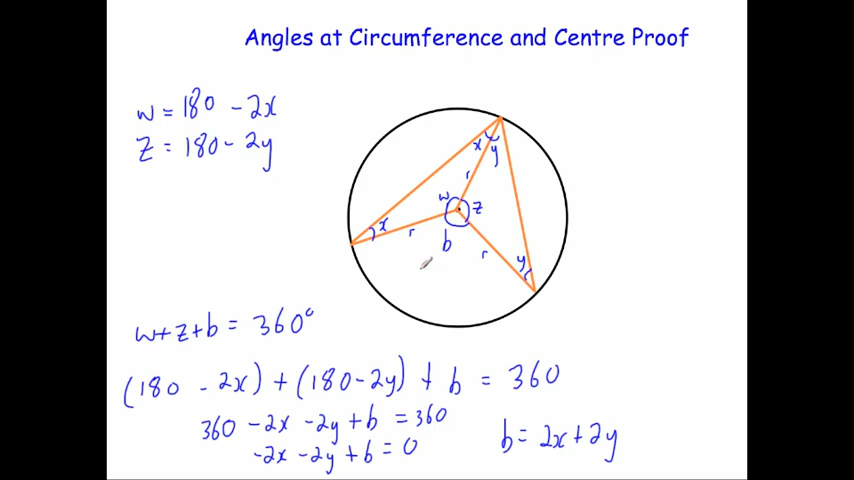 Angles at Circumference and Centre Proof
w = 180 - 2x
z = 180 - 2y
x y
r
w z
x r b r y
w+z+b = 360°
(180 - 2x) + (180-2y) + b = 360
360 -2x -2y +b = 360
-2x -2y +b = 0
b = 2x+2y